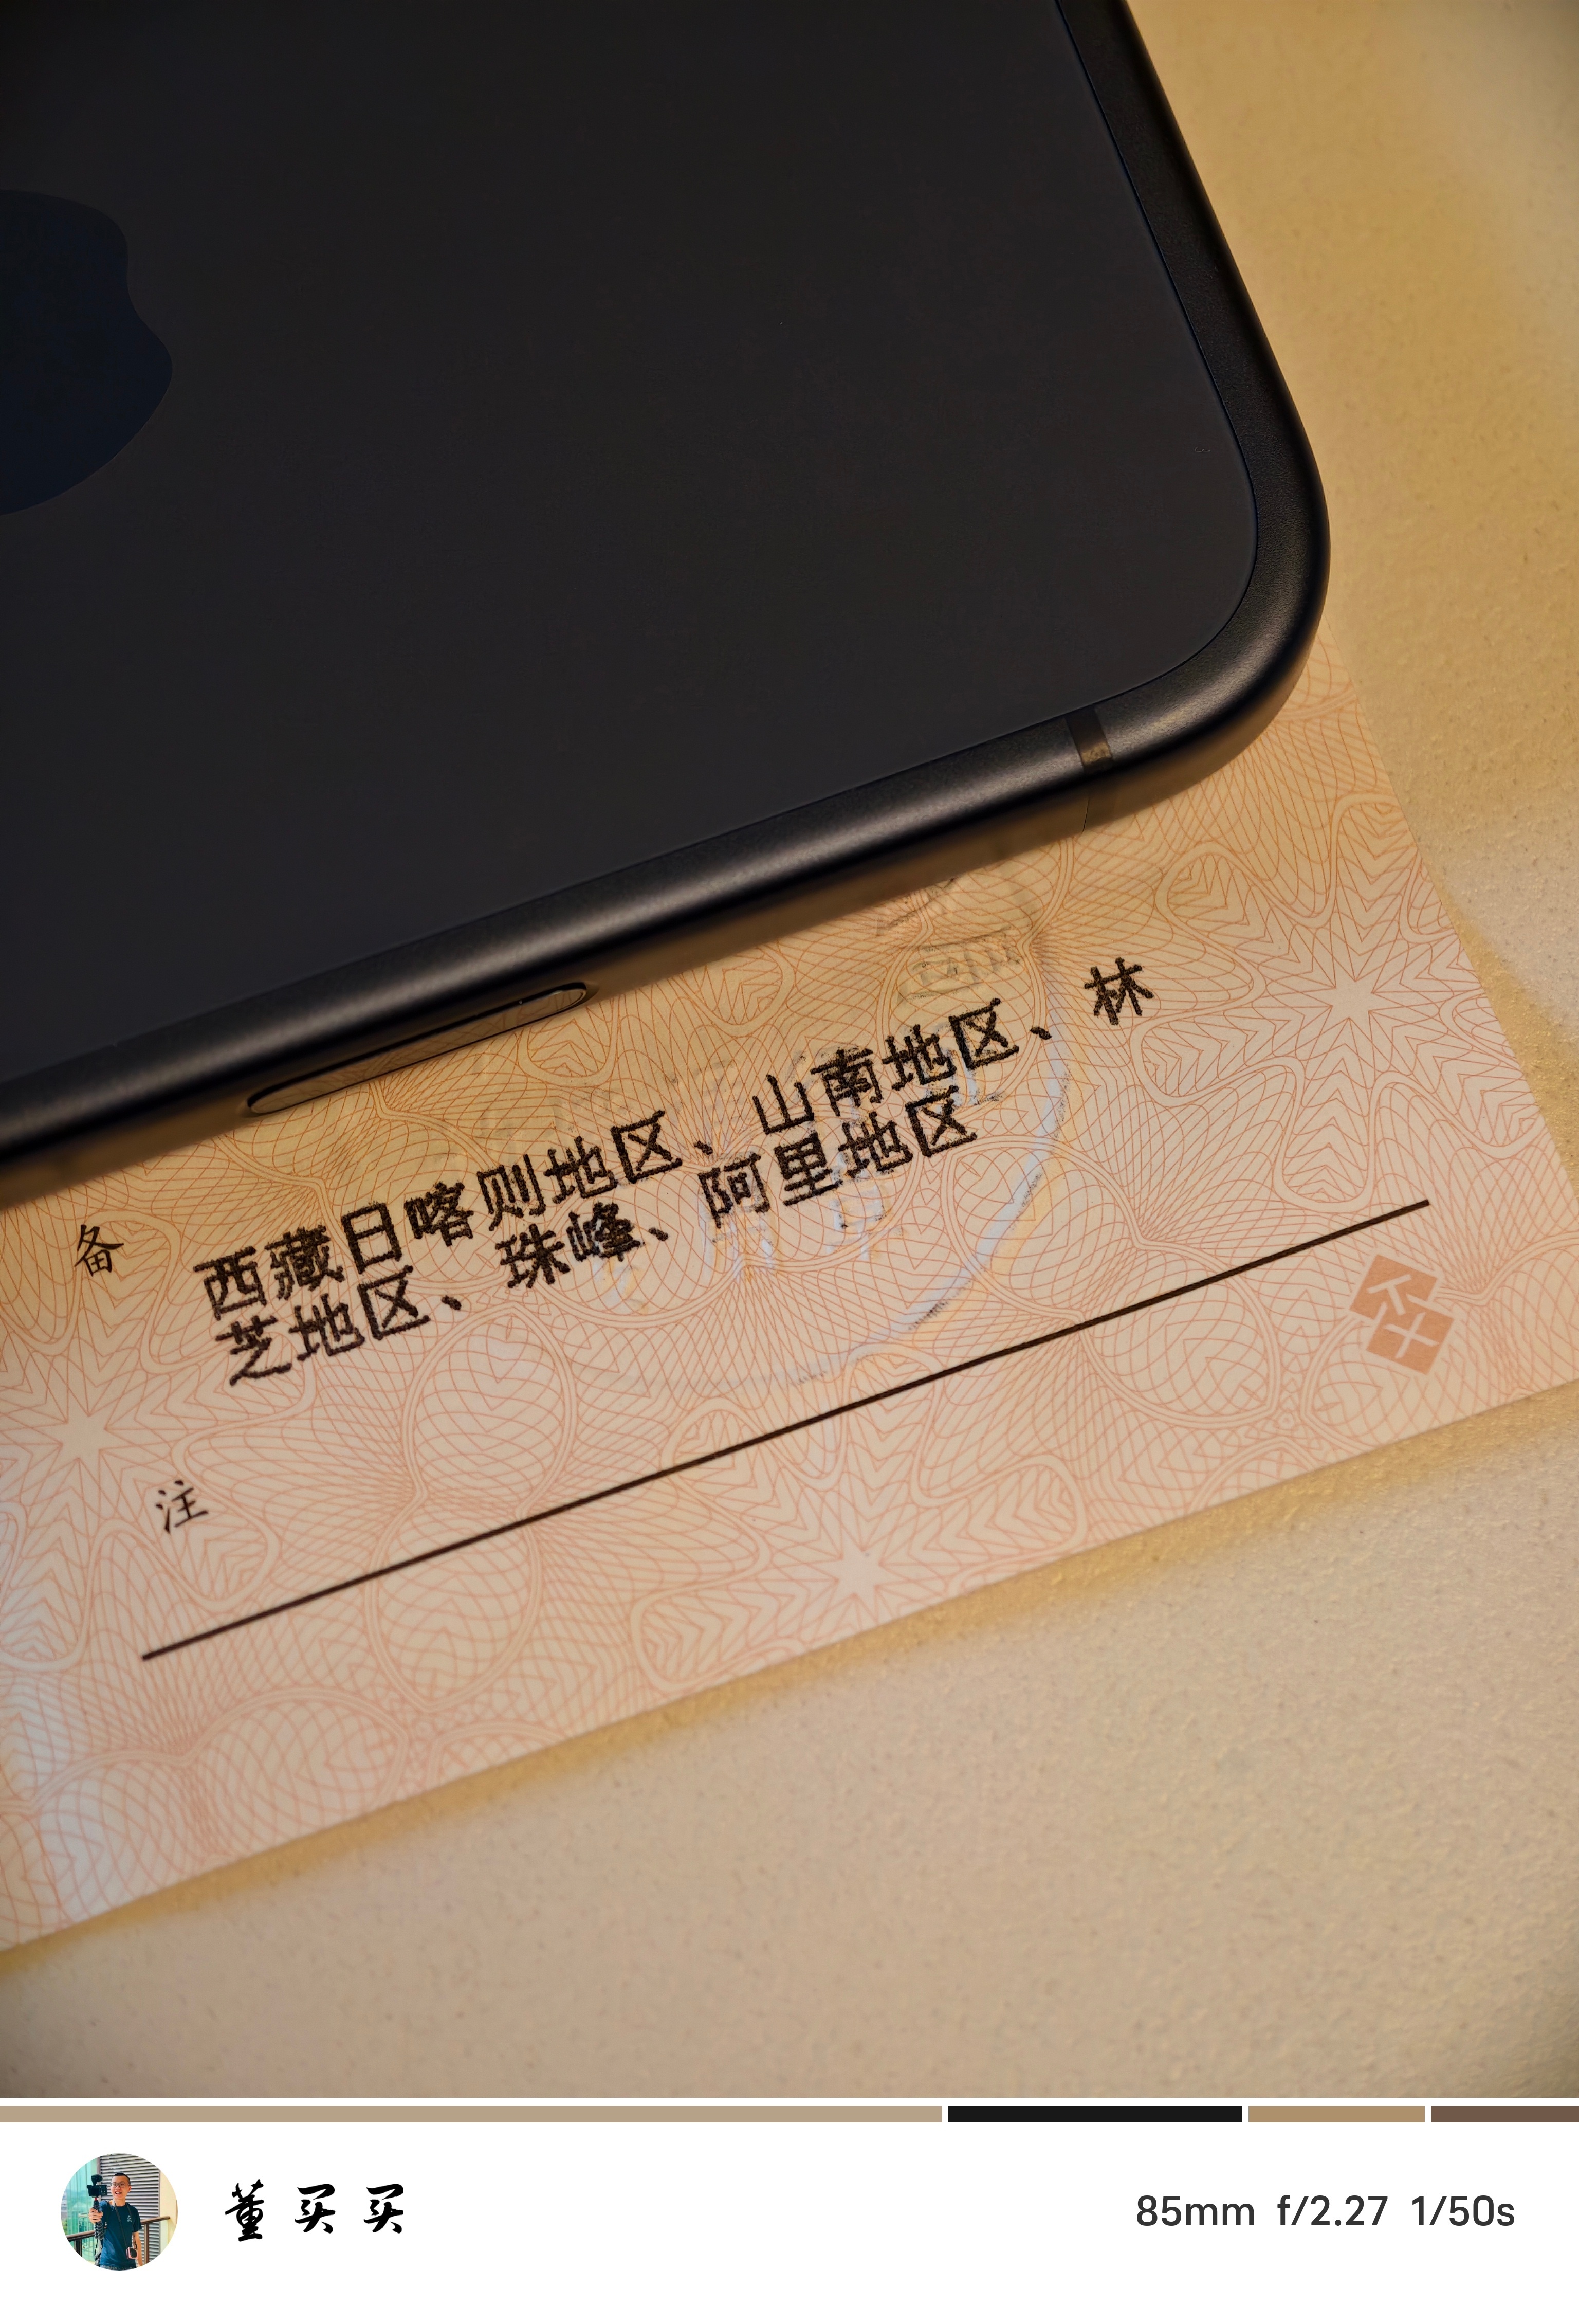 备
西藏日喀则地区、山南地区、林
芝地区、珠峰、阿里地区
注
董买买
85mm f/2.27 1/50s